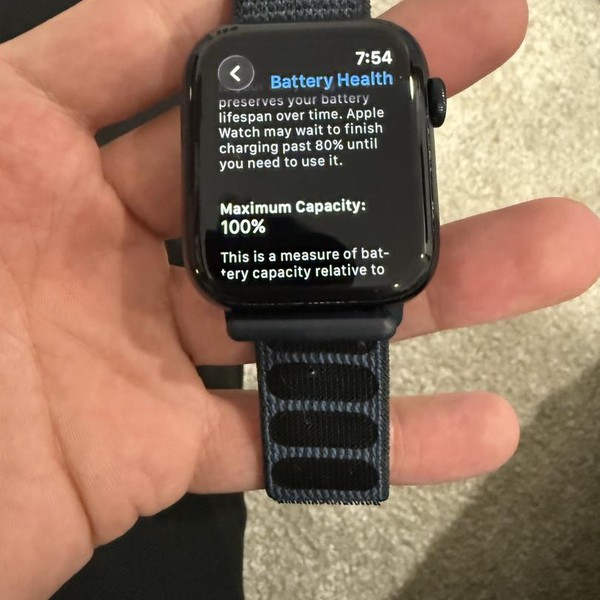 7:54
Battery Health
preserves your battery
lifespan over time. Apple
Watch may wait to finish
charging past 80% until
you need to use it.
Maximum Capacity:
100%
This is a measure of bat-
tery capacity relative to